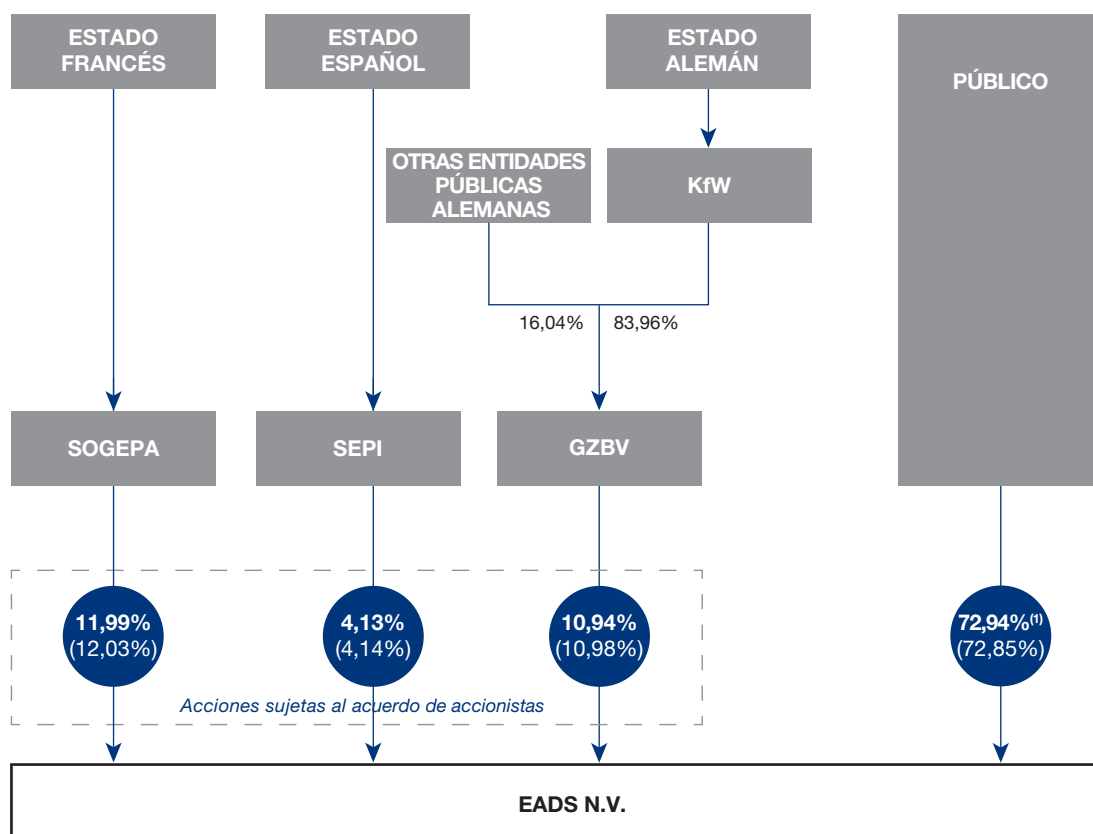 ESTADO
FRANCÉS
ESTADO
ESPAÑOL
ESTADO
ALEMÁN
PÚBLICO
OTRAS ENTIDADES
PÚBLICAS
ALEMANAS
KfW
16,04%
83,96%
SOGEPA
SEPI
GZBV
11,99%
(12,03%)
4,13%
(4,14%)
10,94%
(10,98%)
72,94%(1)
(72,85%)
Acciones sujetas al acuerdo de accionistas
EADS N.V.